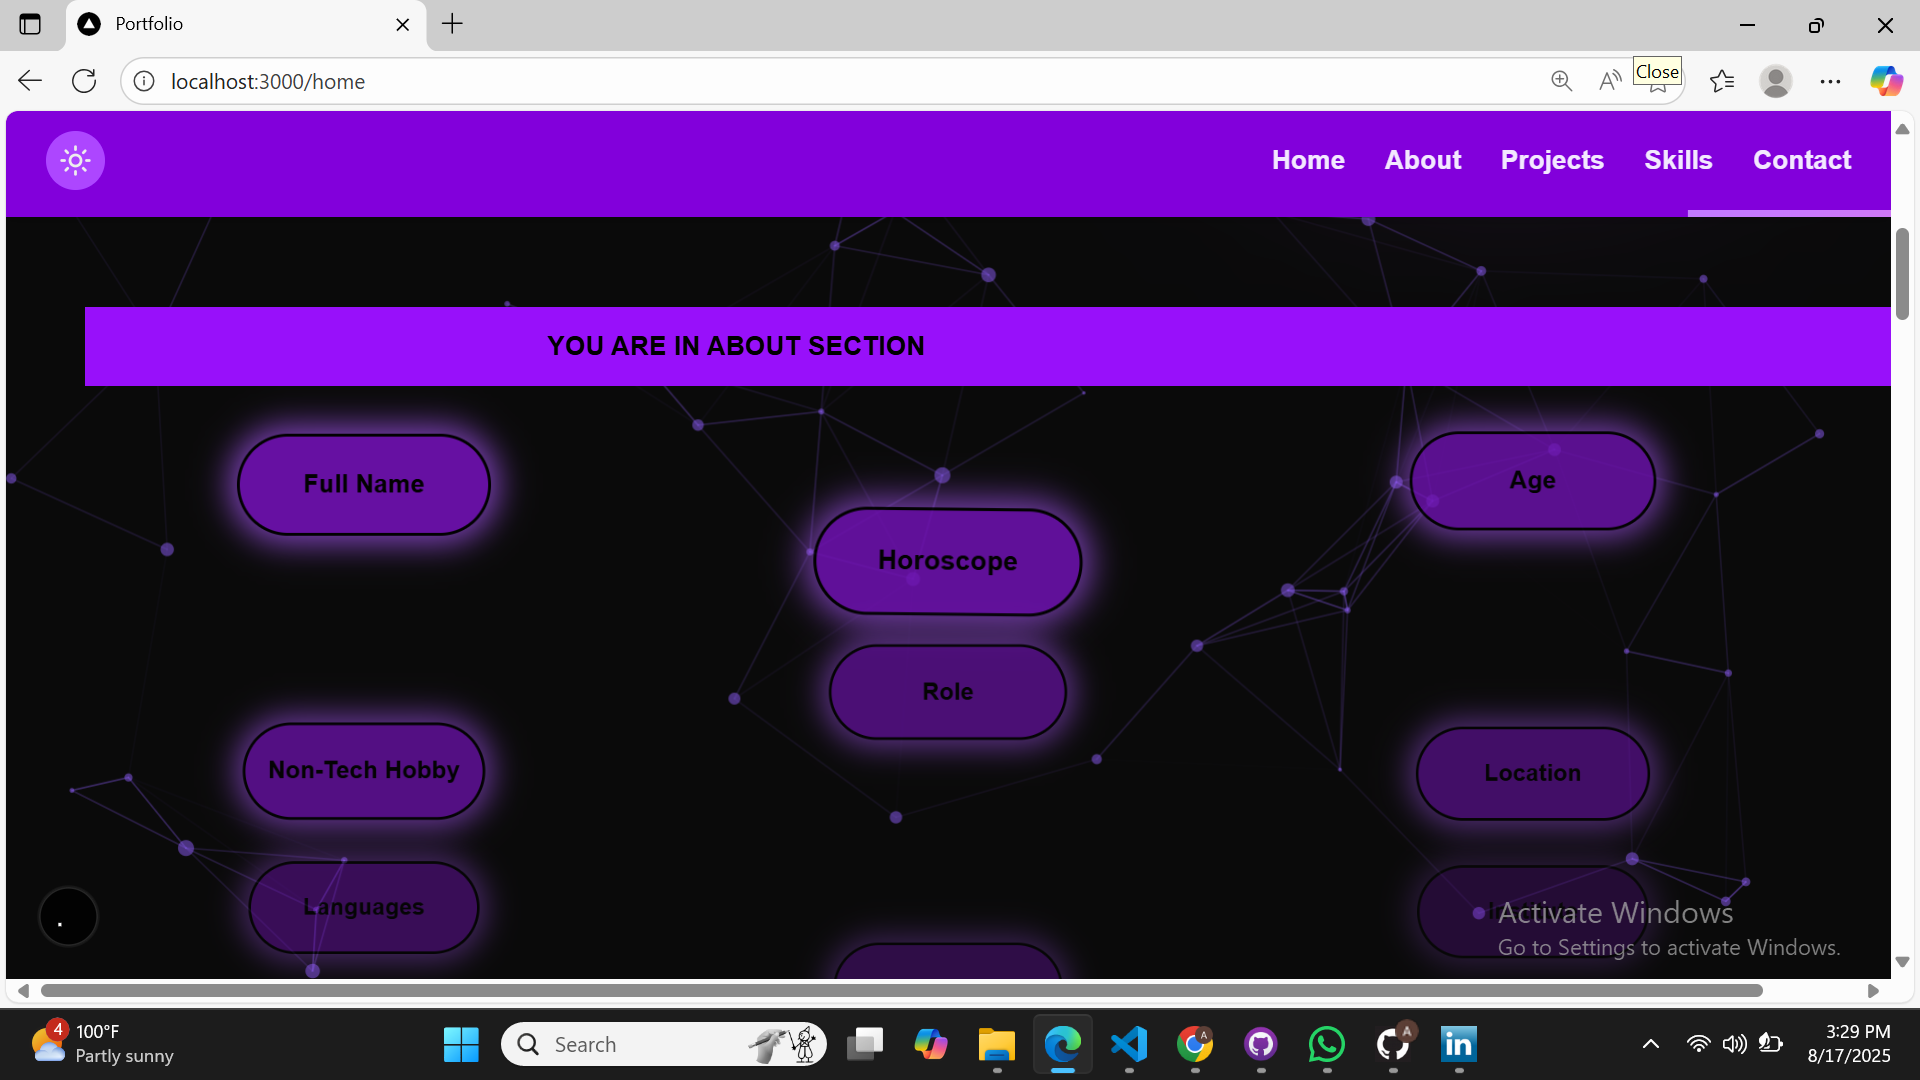 Portfolio
localhost:3000/home
Close
Home About Projects Skills Contact
YOU ARE IN ABOUT SECTION
Full Name
Age
Horoscope
Role
Non-Tech Hobby
Location
Languages
.
Activate Windows
Go to Settings to activate Windows.
4
100°F
Partly sunny
Search
A
A
in
3:29 PM
8/17/2025